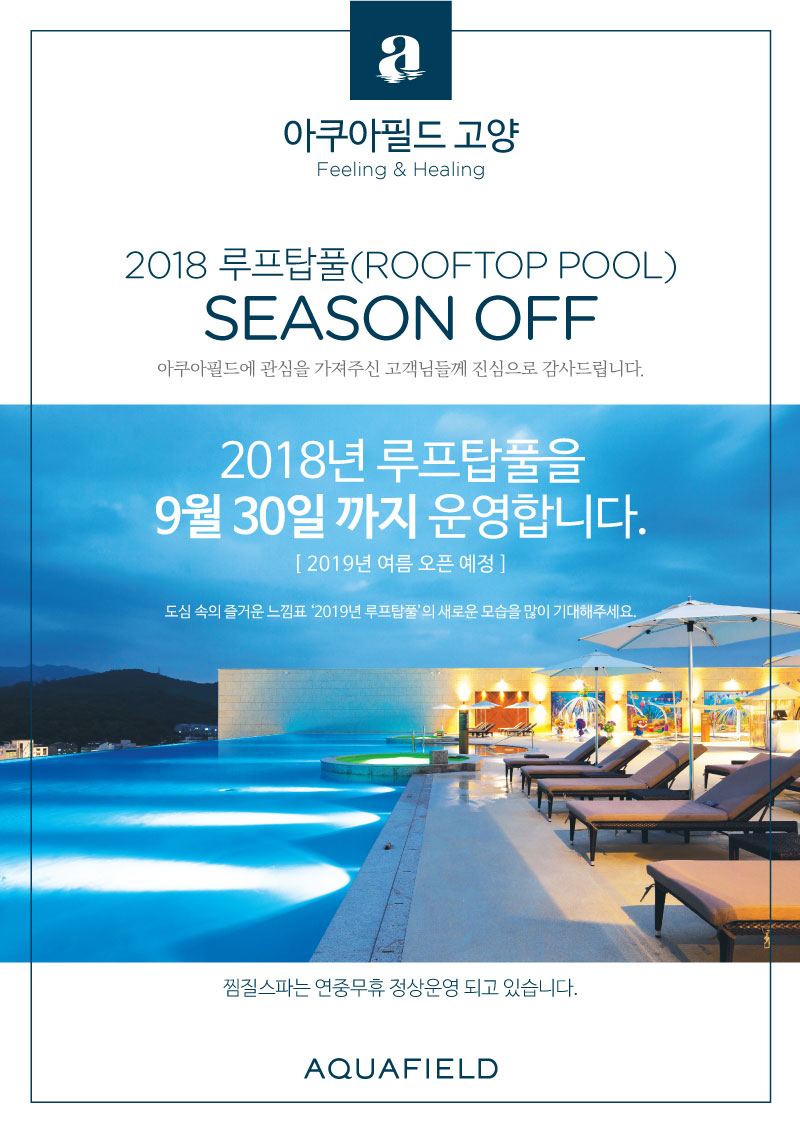 a
아쿠아필드 고양
Feeling & Healing
2018 루프탑풀(ROOFTOP POOL)
SEASON OFF
아쿠아필드에 관심을 가져주신 고객님들께 진심으로 감사드립니다.
2018년 루프탑풀을
9월 30일 까지 운영합니다.
[ 2019년 여름 오픈 예정 ]
도심 속의 즐거운 느낌표 ‘2019년 루프탑풀’의 새로운 모습을 많이 기대해주세요.
찜질스파는 연중무휴 정상운영 되고 있습니다.
AQUAFIELD